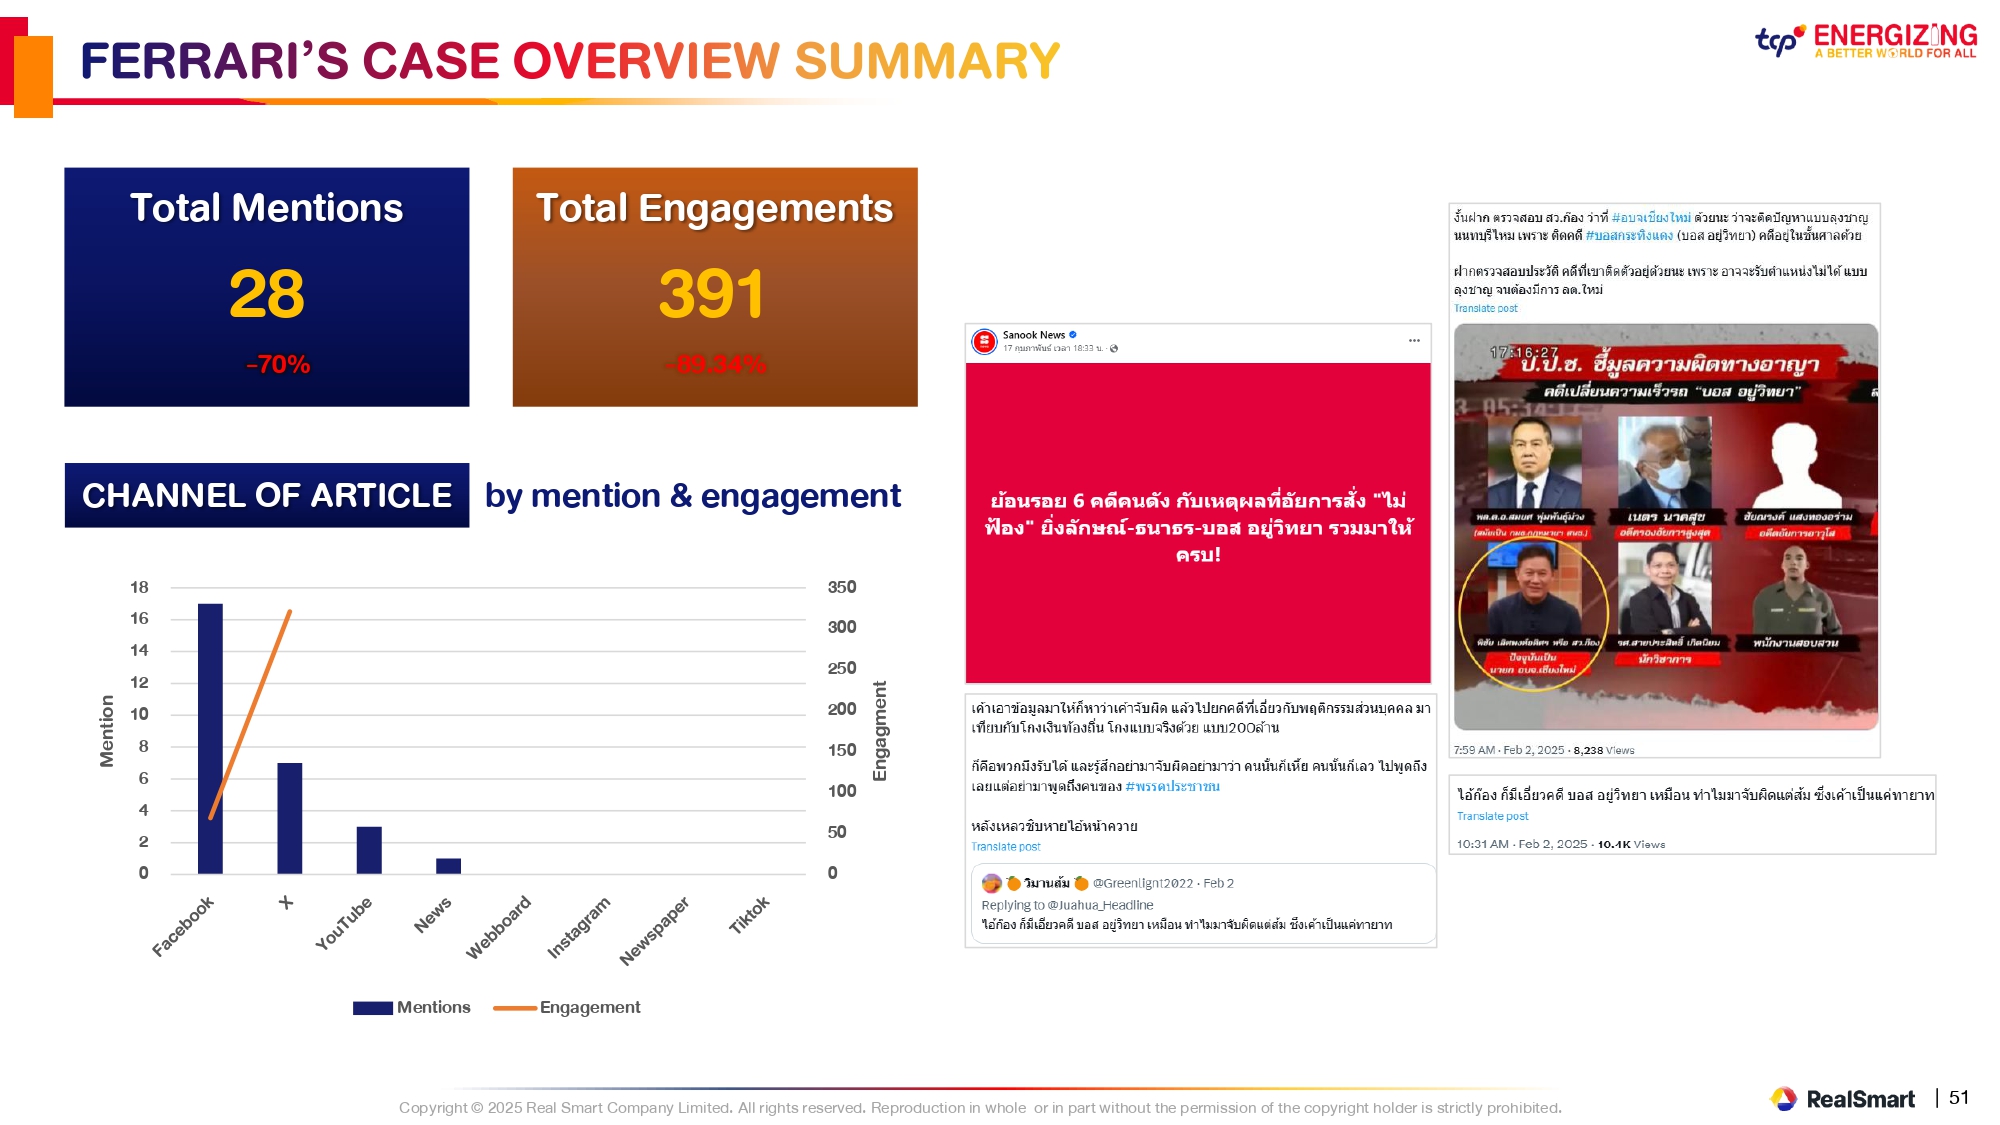 FERRARI'S CASE OVERVIEW SUMMARY
tcp ENERGIZING
A BETTER WORLD FOR ALL
Total Mentions
28
-70%
Total Engagements
391
-89.34%
CHANNEL OF ARTICLE by mention & engagement
18
16
14
12
10
8
6
4
2
0
Mention
350
300
250
200
150
100
50
0
Engagment
Facebook
X
YouTube
News
Webboard
Instagram
Newspaper
Tiktok
Mentions
Engagement
Sanook News
17 กุมภาพันธ์ เวลา 18:33 น.
ย้อนรอย 6 คดีคนดัง กับเหตุผลที่อัยการสั่ง "ไม่
ฟ้อง" ยิ่งลักษณ์-ธนาธร-บอส อยู่วิทยา รวมมาให้
ครบ!
เค้าเอาข้อมูลมาให้ก็หาว่าเค้าจับผิด แล้วไปยกคดีที่เอี่ยวกับพฤติกรรมส่วนบุคคล มา
เทียบกับโกงเงินท้องถิ่น โกงแบบจริงด้วย แบบ200ล้าน
ก็คือพวกมึงรับได้ และรู้สึกอย่ามาจับผิดอย่ามาว่า คนนั้นก็เหี้ย คนนั้นก็เลว ไปพูดถึง
เลยแต่อย่ามาพูดถึงคนของ #พรรคประชาชน
หลังเหลวชิบหายไอ้หน้าควาย
Translate post
วิมานส้ม @Greenlight2022 · Feb 2
Replying to @Juahua_Headline
ไอ้ก๊อง ก็มีเอี่ยวคดี บอส อยู่วิทยา เหมือน ทำไมมาจับผิดแต่ส้ม ซึ่งเค้าเป็นแค่ทายาท
งั้นฝาก ตรวจสอบ สว.ก๊อง ว่าที่ #อบจเชียงใหม่ ด้วยนะ ว่าจะติดปัญหาแบบลุงชาญ
นนทบุรีไหม เพราะ ติดคดี #บอสกระทิงแดง (บอส อยู่วิทยา) คดีอยู่ในชั้นศาลด้วย
ฝากตรวจสอบประวัติ คดีที่เขาติดตัวอยู่ด้วยนะ เพราะ อาจจะรับตำแหน่งไม่ได้ แบบ
ลุงชาญ จนต้องมีการ ลต.ใหม่
Translate post
17:16:27
ป.ป.ช. ชี้มูลความผิดทางอาญา
คดีเปลี่ยนความเร็วรถ "บอส อยู่วิทยา"
พล.ต.อ.สมยศ พุ่มพันธุ์ม่วง
เนตร นาคสุข
อดีตรองอัยการสูงสุด
ชัยณรงค์ แสงทองอร่าม
อดีตอัยการอาวุโส
พิชัย เลิศพงศ์อดิศร หรือ สว.ก๊อง
ปัจจุบันเป็น
นายก อบจ.เชียงใหม่
รศ.สายประสิทธิ์ เกิดนิยม
นักวิชาการ
พนักงานสอบสวน
7:59 AM · Feb 2, 2025 · 8,238 Views
ไอ้ก๊อง ก็มีเอี่ยวคดี บอส อยู่วิทยา เหมือน ทำไมมาจับผิดแต่ส้ม ซึ่งเค้าเป็นแค่ทายาท
Translate post
10:31 AM · Feb 2, 2025 · 10.4K Views
Copyright © 2025 Real Smart Company Limited. All rights reserved. Reproduction in whole or in part without the permission of the copyright holder is strictly prohibited.
RealSmart | 51